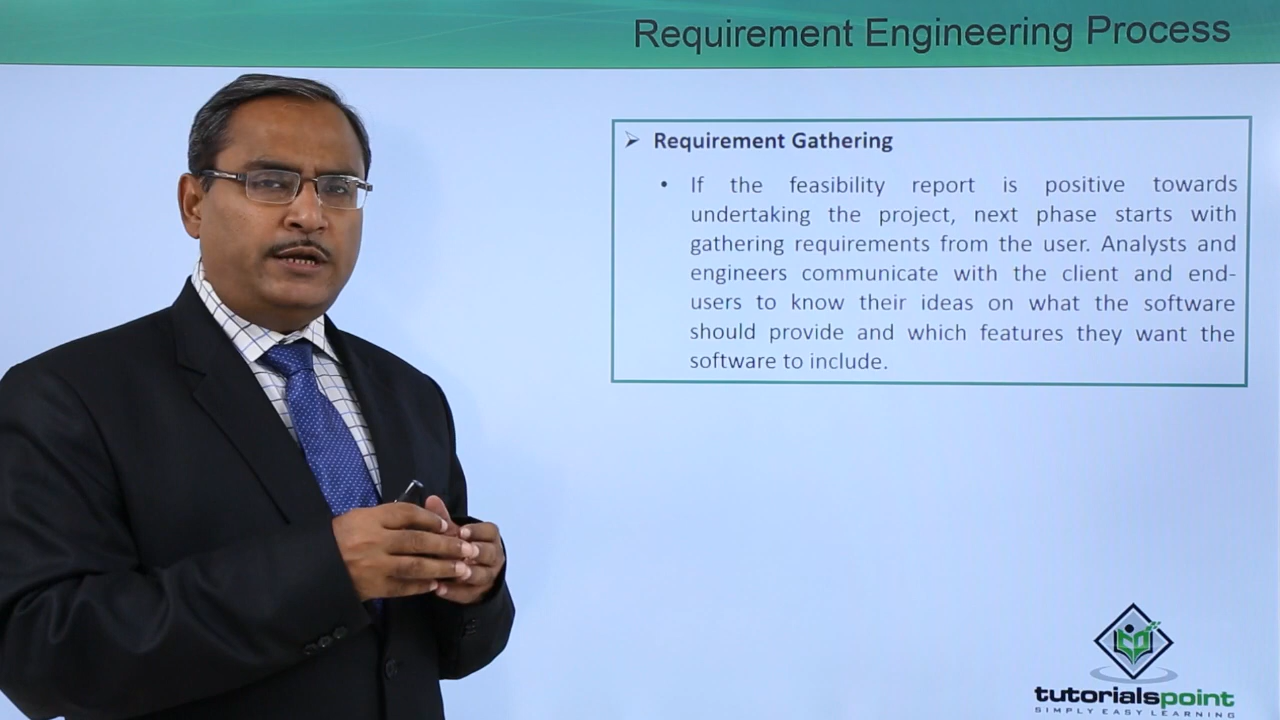 Requirement Engineering Process
➢ Requirement Gathering
• If the feasibility report is positive towards
undertaking the project, next phase starts with
gathering requirements from the user. Analysts and
engineers communicate with the client and end-
users to know their ideas on what the software
should provide and which features they want the
software to include.
tutorialspoint
SIMPLY EASY LEARNING